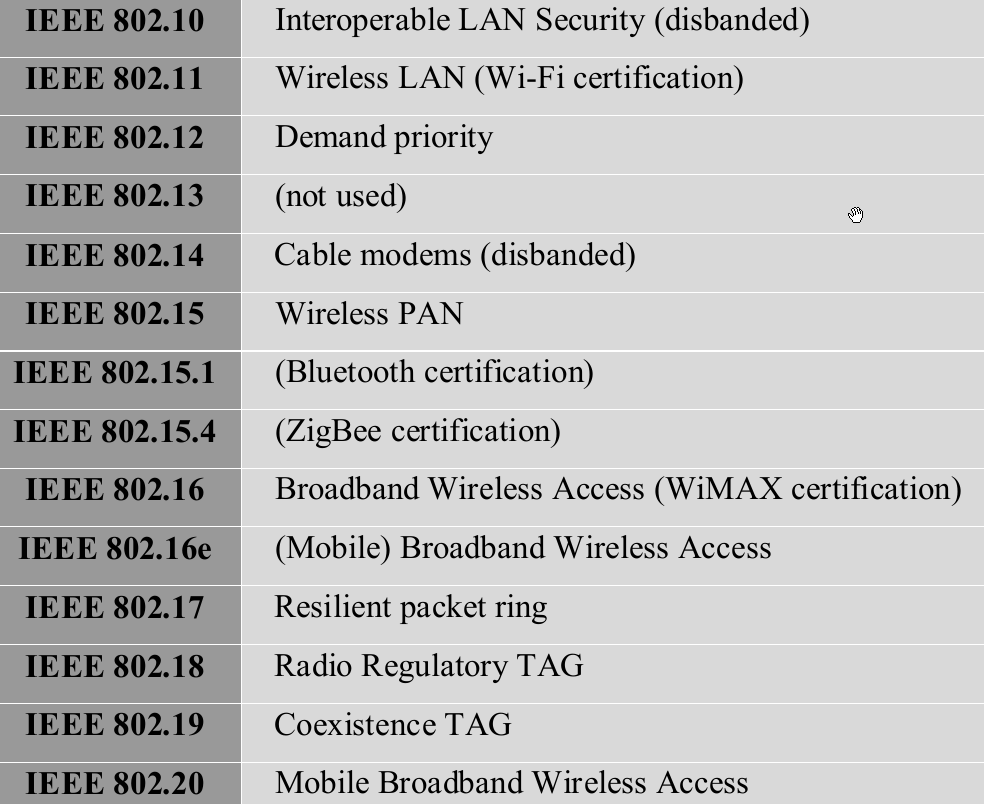 IEEE 802.10 Interoperable LAN Security (disbanded)
IEEE 802.11 Wireless LAN (Wi-Fi certification)
IEEE 802.12 Demand priority
IEEE 802.13 (not used)
IEEE 802.14 Cable modems (disbanded)
IEEE 802.15 Wireless PAN
IEEE 802.15.1 (Bluetooth certification)
IEEE 802.15.4 (ZigBee certification)
IEEE 802.16 Broadband Wireless Access (WiMAX certification)
IEEE 802.16e (Mobile) Broadband Wireless Access
IEEE 802.17 Resilient packet ring
IEEE 802.18 Radio Regulatory TAG
IEEE 802.19 Coexistence TAG
IEEE 802.20 Mobile Broadband Wireless Access